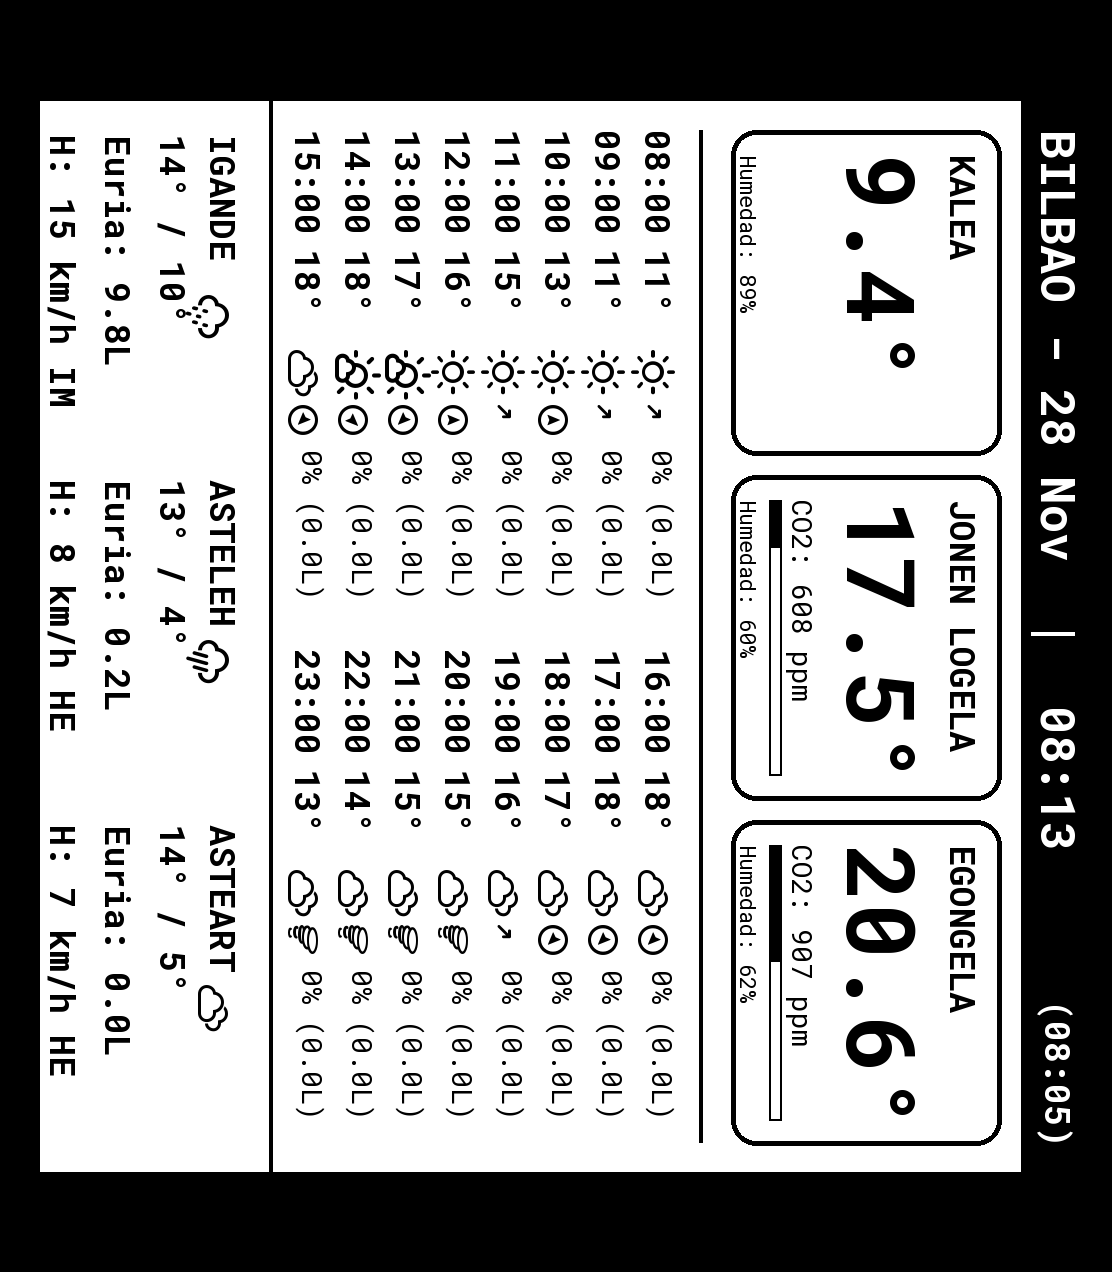 BILBAO - 28 Nov | 08:13 (08:05)
KALEA
9.4°
Humedad: 89%
JONEN LOGELA
17.5°
CO2: 608 ppm
Humedad: 60%
EGONGELA
20.6°
CO2: 907 ppm
Humedad: 62%
08:00 11° 0% (0.0L)
09:00 11° 0% (0.0L)
10:00 13° 0% (0.0L)
11:00 15° 0% (0.0L)
12:00 16° 0% (0.0L)
13:00 17° 0% (0.0L)
14:00 18° 0% (0.0L)
15:00 18° 0% (0.0L)
16:00 18° 0% (0.0L)
17:00 18° 0% (0.0L)
18:00 17° 0% (0.0L)
19:00 16° 0% (0.0L)
20:00 15° 0% (0.0L)
21:00 15° 0% (0.0L)
22:00 14° 0% (0.0L)
23:00 13° 0% (0.0L)
IGANDE
14° / 10°
Euria: 9.8L
H: 15 km/h IM
ASTELEH
13° / 4°
Euria: 0.2L
H: 8 km/h HE
ASTEART
14° / 5°
Euria: 0.0L
H: 7 km/h HE